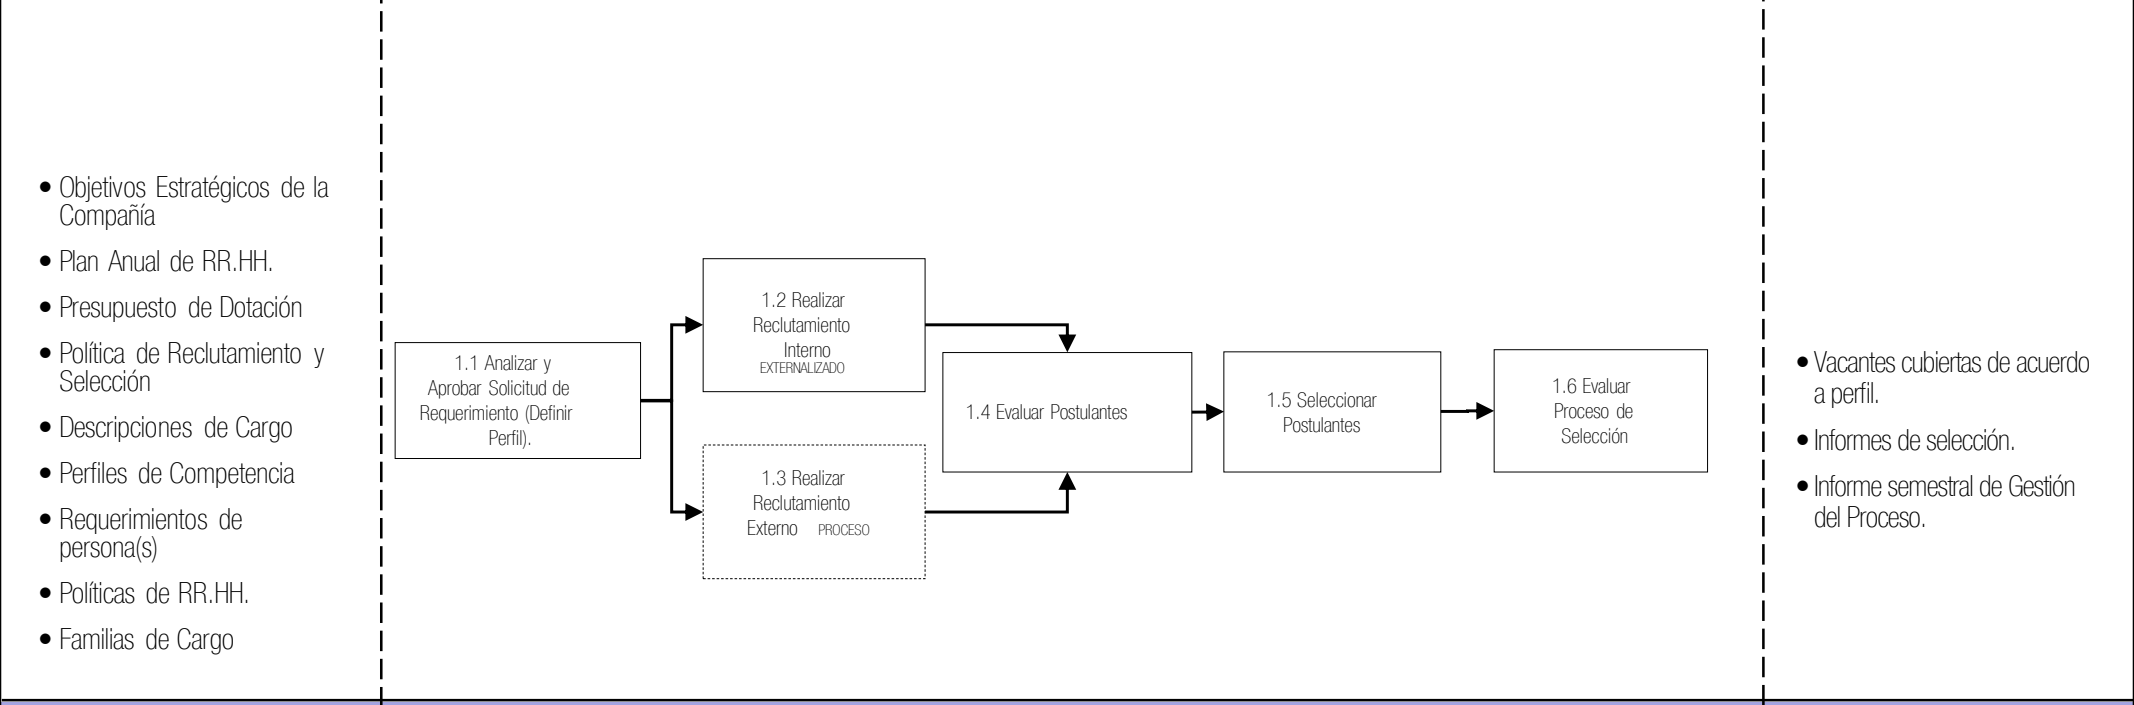 • Objetivos Estratégicos de la
Compañía
• Plan Anual de RR.HH.
• Presupuesto de Dotación
• Política de Reclutamiento y
Selección
• Descripciones de Cargo
• Perfiles de Competencia
• Requerimientos de
persona(s)
• Políticas de RR.HH.
• Familias de Cargo
1.1 Analizar y
Aprobar Solicitud de
Requerimiento (Definir
Perfil).
1.2 Realizar
Reclutamiento
Interno
EXTERNALIZADO
1.3 Realizar
Reclutamiento
Externo PROCESO
1.4 Evaluar Postulantes
1.5 Seleccionar
Postulantes
1.6 Evaluar
Proceso de
Selección
• Vacantes cubiertas de acuerdo
a perfil.
• Informes de selección.
• Informe semestral de Gestión
del Proceso.